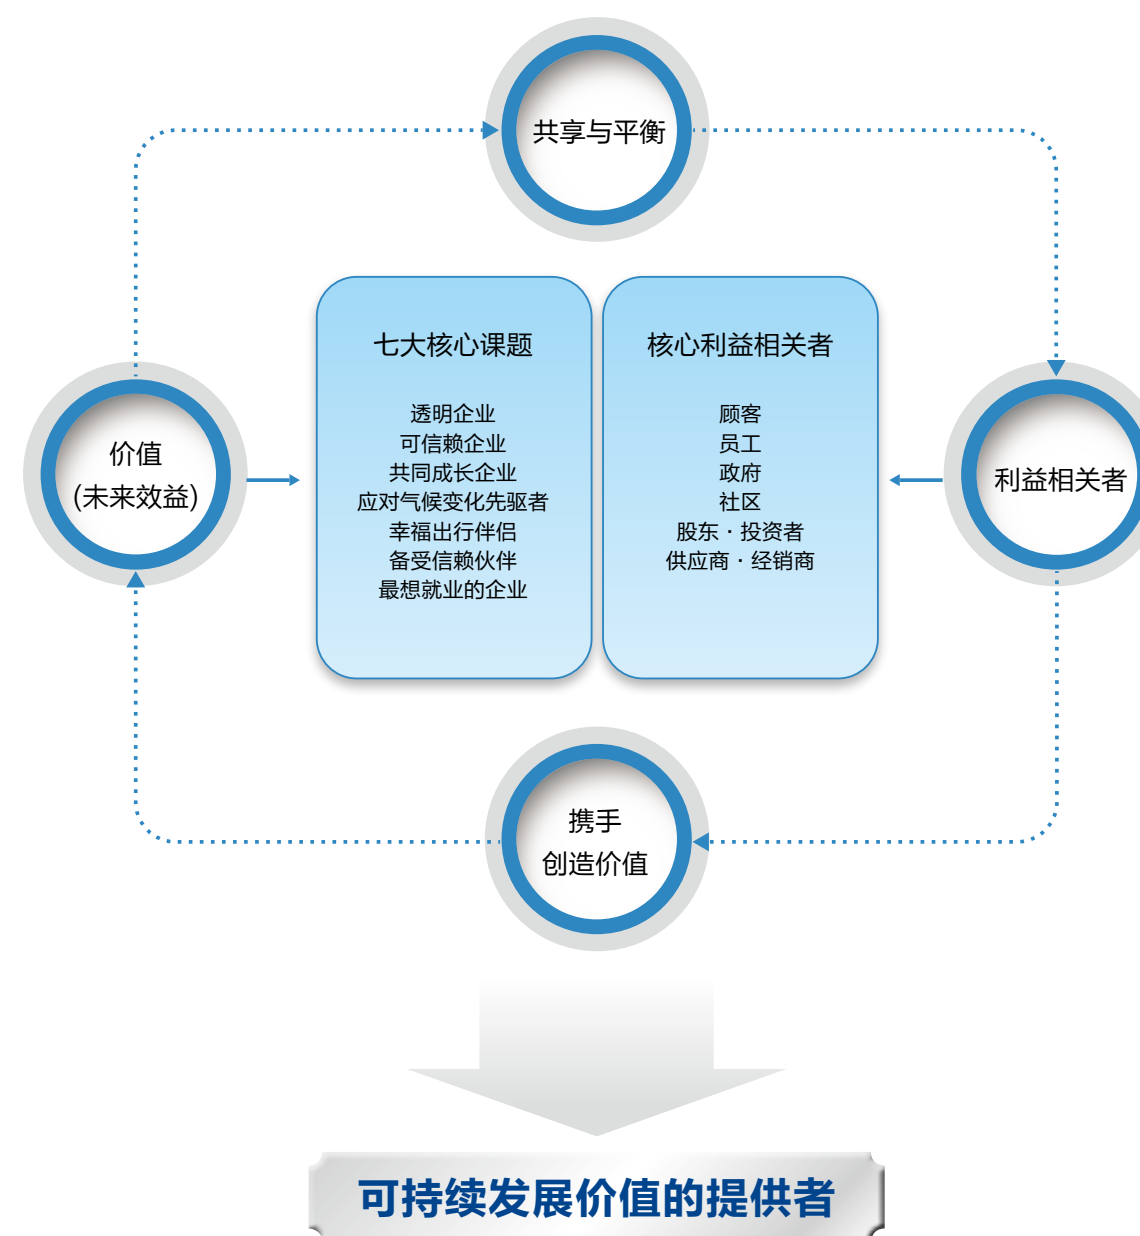 共享与平衡
七大核心课题
透明企业
可信赖企业
共同成长企业
应对气候变化先驱者
幸福出行伴侣
备受信赖伙伴
最想就业的企业
核心利益相关者
顾客
员工
政府
社区
股东·投资者
供应商·经销商
价值
(未来效益)
利益相关者
携手
创造价值
可持续发展价值的提供者